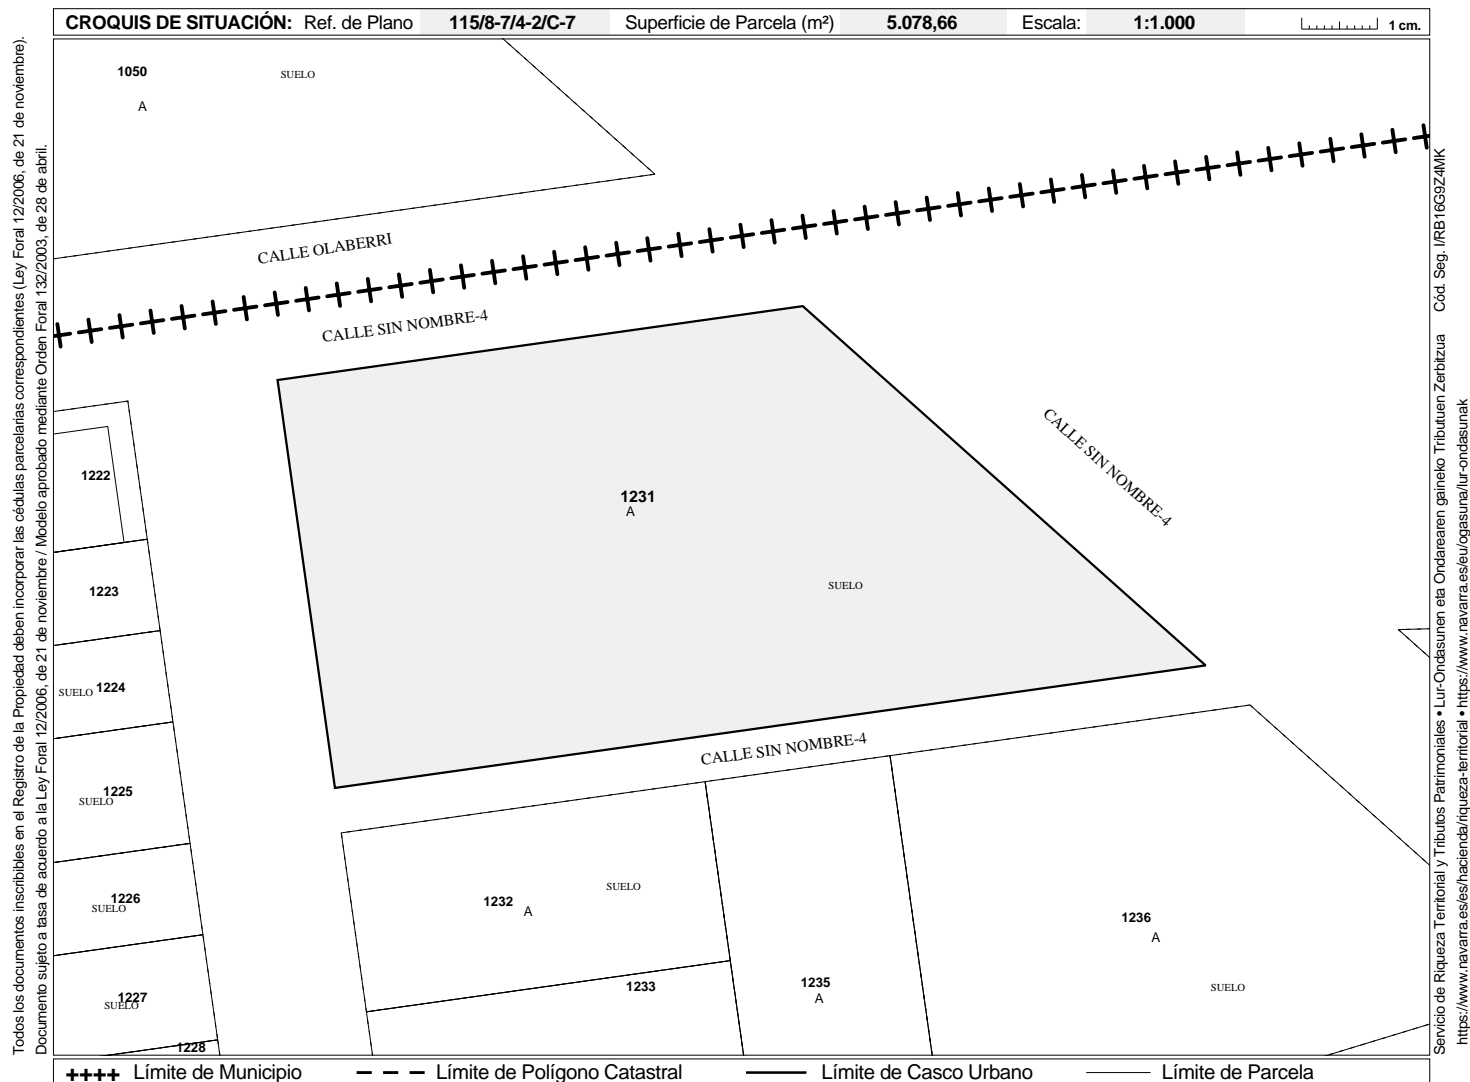 CROQUIS DE SITUACIÓN: Ref. de Plano 115/8-7/4-2/C-7 Superficie de Parcela (m²) 5.078,66 Escala: 1:1.000 1 cm.
Todos los documentos inscribibles en el Registro de la Propiedad deben incorporar las cédulas parcelarias correspondientes (Ley Foral 12/2006, de 21 de noviembre).
Documento sujeto a tasa de acuerdo a la Ley Foral 12/2006, de 21 de noviembre / Modelo aprobado mediante Orden Foral 132/2003, de 28 de abril.
1050
SUELO
A
CALLE OLABERRI
CALLE SIN NOMBRE-4
CALLE SIN NOMBRE-4
1222
1231
A
SUELO
1223
SUELO 1224
CALLE SIN NOMBRE-4
1225
SUELO
1226
SUELO
1232
A
SUELO
1236
A
SUELO
1233
1235
A
1227
SUELO
1228
Servicio de Riqueza Territorial y Tributos Patrimoniales • Lur-Ondasunen eta Ondarearen gaineko Tributuen Zerbitzua Cód. Seg. I/RB16G9Z4MK
https://www.navarra.es/es/hacienda/riqueza-territorial • https://www.navarra.es/eu/ogasuna/lur-ondasunak
++++ Límite de Municipio – – – Límite de Polígono Catastral —— Límite de Casco Urbano —— Límite de Parcela